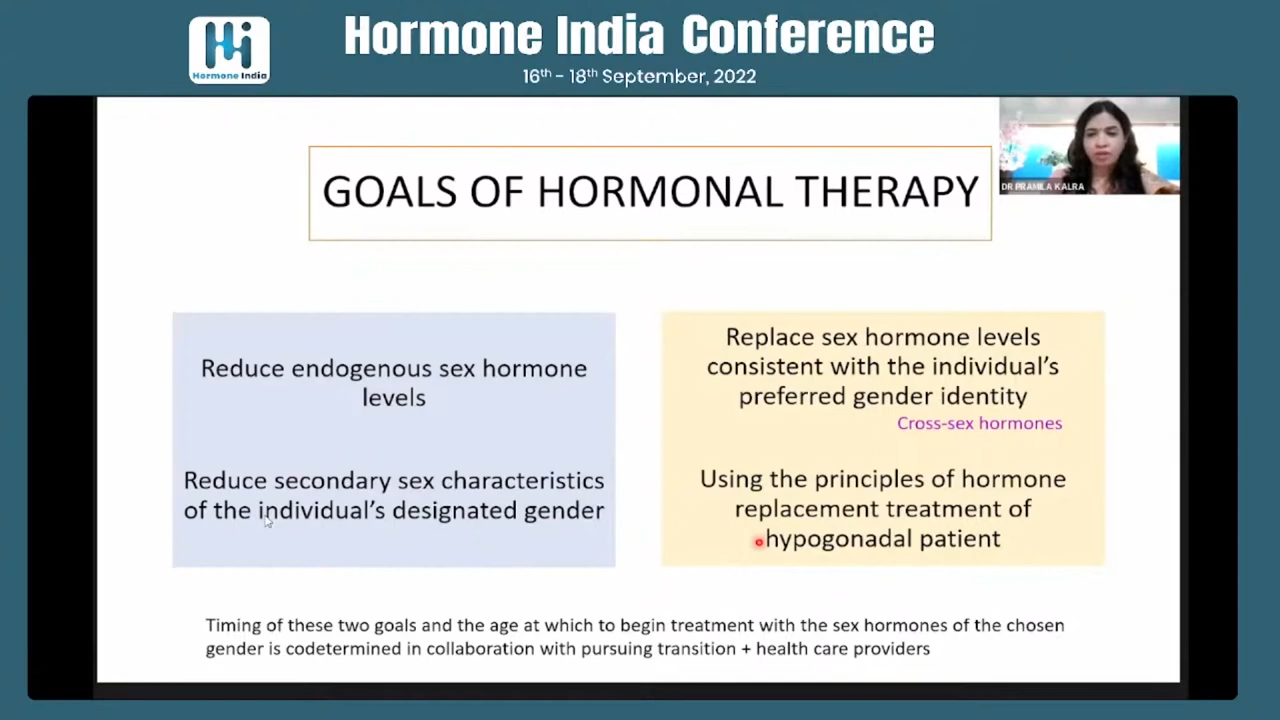 Hormone India Conference
16th - 18th September, 2022
Hi
Hormone India
DR PRAMILA KALRA
GOALS OF HORMONAL THERAPY
Reduce endogenous sex hormone
levels
Reduce secondary sex characteristics
of the individual's designated gender
Replace sex hormone levels
consistent with the individual's
preferred gender identity
Cross-sex hormones
Using the principles of hormone
replacement treatment of
hypogonadal patient
Timing of these two goals and the age at which to begin treatment with the sex hormones of the chosen
gender is codetermined in collaboration with pursuing transition + health care providers